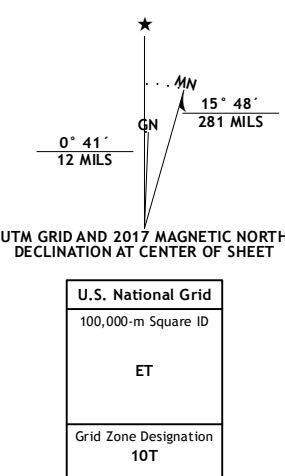 ★
MN
15° 48´
281 MILS
GN
0° 41´
12 MILS
UTM GRID AND 2017 MAGNETIC NORTH
DECLINATION AT CENTER OF SHEET
U.S. National Grid
100,000-m Square ID
ET
Grid Zone Designation
10T